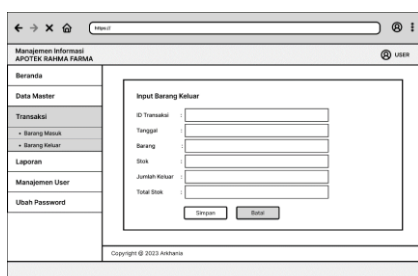 https://
Manajemen Informasi
APOTEK RAHMA FARMA
USER
Beranda
Data Master
Transaksi
• Barang Masuk
• Barang Keluar
Laporan
Manajemen User
Ubah Password
Input Barang Keluar
ID Transaksi :
Tanggal :
Barang :
Stok :
Jumlah Keluar :
Total Stok :
Simpan Batal
Copyright @ 2023 Arkhania